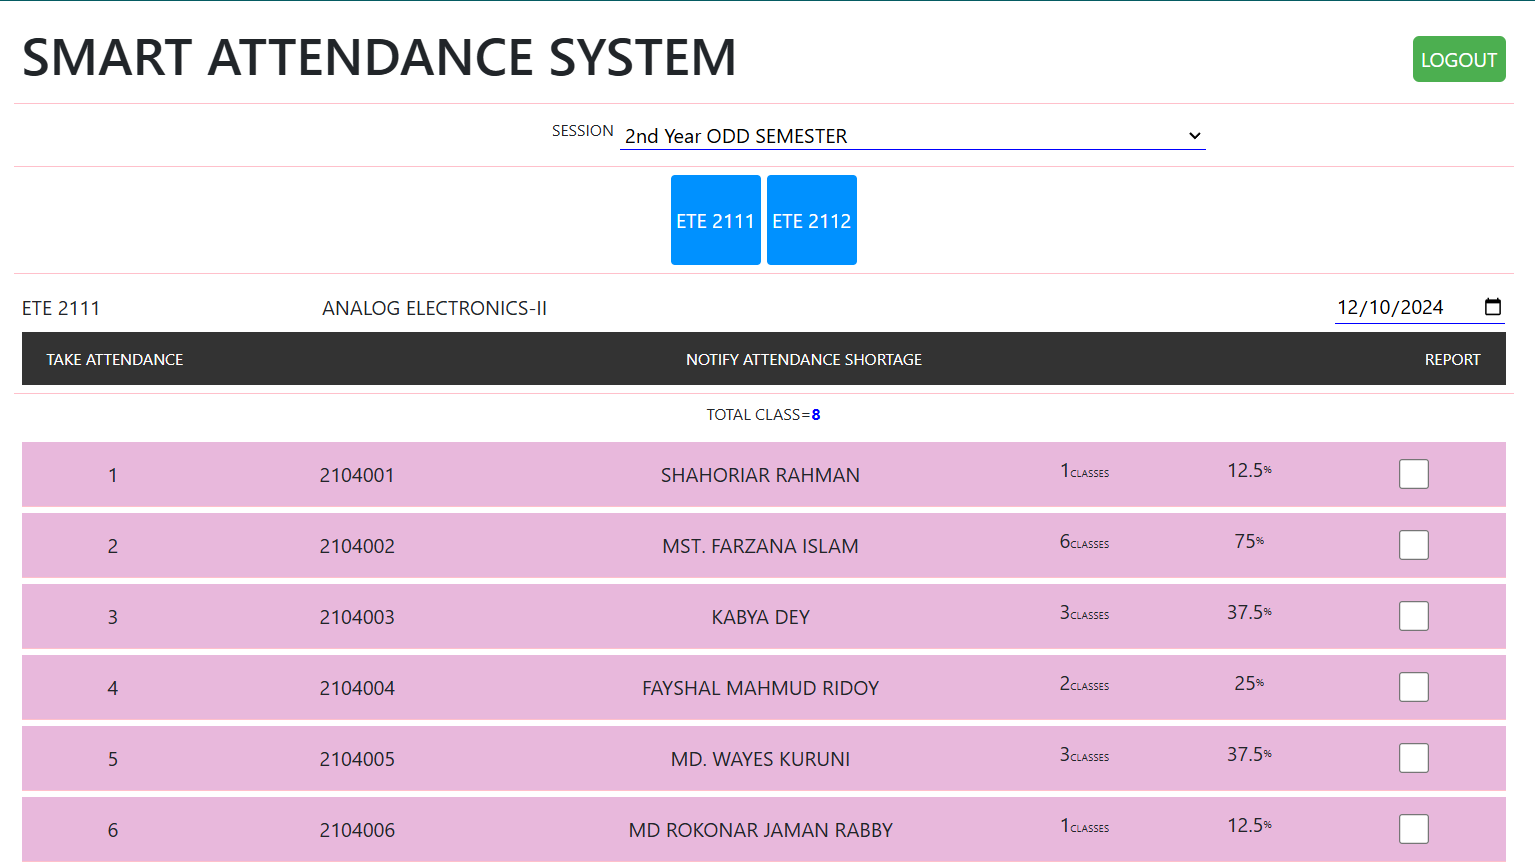 SMART ATTENDANCE SYSTEM LOGOUT
SESSION 2nd Year ODD SEMESTER
ETE 2111 ETE 2112
ETE 2111 ANALOG ELECTRONICS-II 12/10/2024
TAKE ATTENDANCE NOTIFY ATTENDANCE SHORTAGE REPORT
TOTAL CLASS=8
1 2104001 SHAHORIAR RAHMAN 1CLASSES 12.5%
2 2104002 MST. FARZANA ISLAM 6CLASSES 75%
3 2104003 KABYA DEY 3CLASSES 37.5%
4 2104004 FAYSHAL MAHMUD RIDOY 2CLASSES 25%
5 2104005 MD. WAYES KURUNI 3CLASSES 37.5%
6 2104006 MD ROKONAR JAMAN RABBY 1CLASSES 12.5%